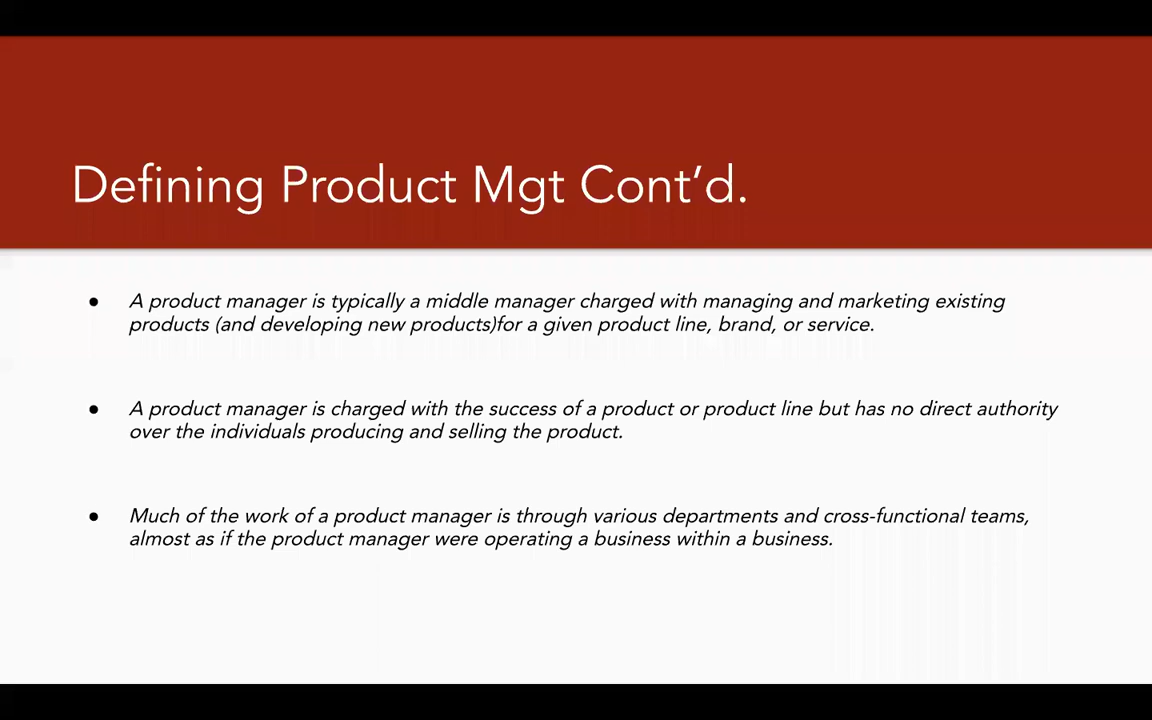 Defining Product Mgt Cont’d.
● A product manager is typically a middle manager charged with managing and marketing existing
products (and developing new products)for a given product line, brand, or service.
● A product manager is charged with the success of a product or product line but has no direct authority
over the individuals producing and selling the product.
● Much of the work of a product manager is through various departments and cross-functional teams,
almost as if the product manager were operating a business within a business.